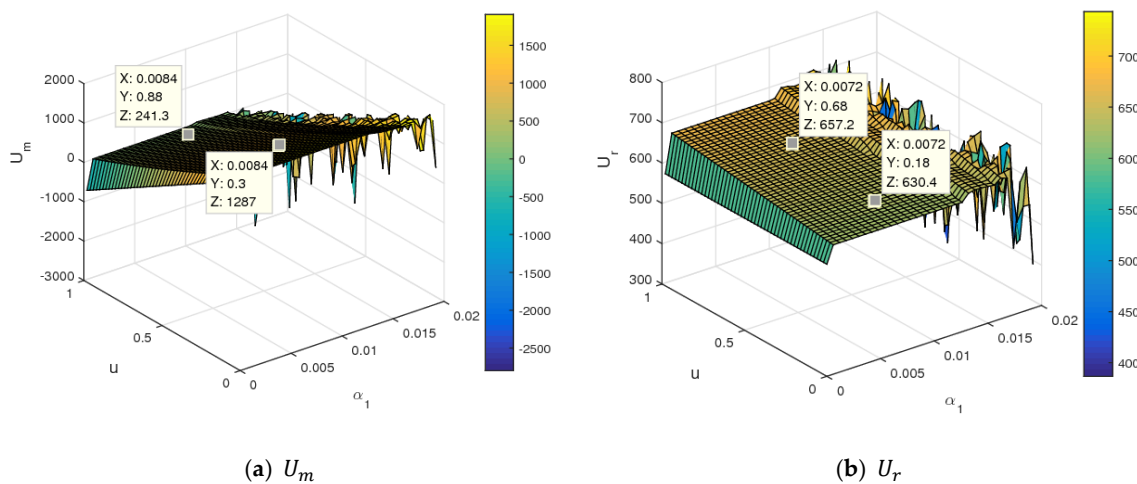 2000
1000
0
-1000
-2000
-3000
U_m
1
0.5
0
u
0
0.005
0.01
0.015
0.02
α_1
X: 0.0084
Y: 0.88
Z: 241.3
X: 0.0084
Y: 0.3
Z: 1287
1500
1000
500
0
-500
-1000
-1500
-2000
-2500
(a) U_m
800
700
600
500
400
300
U_r
1
0.5
0
u
0
0.005
0.01
0.015
0.02
α_1
X: 0.0072
Y: 0.68
Z: 657.2
X: 0.0072
Y: 0.18
Z: 630.4
700
650
600
550
500
450
400
(b) U_r